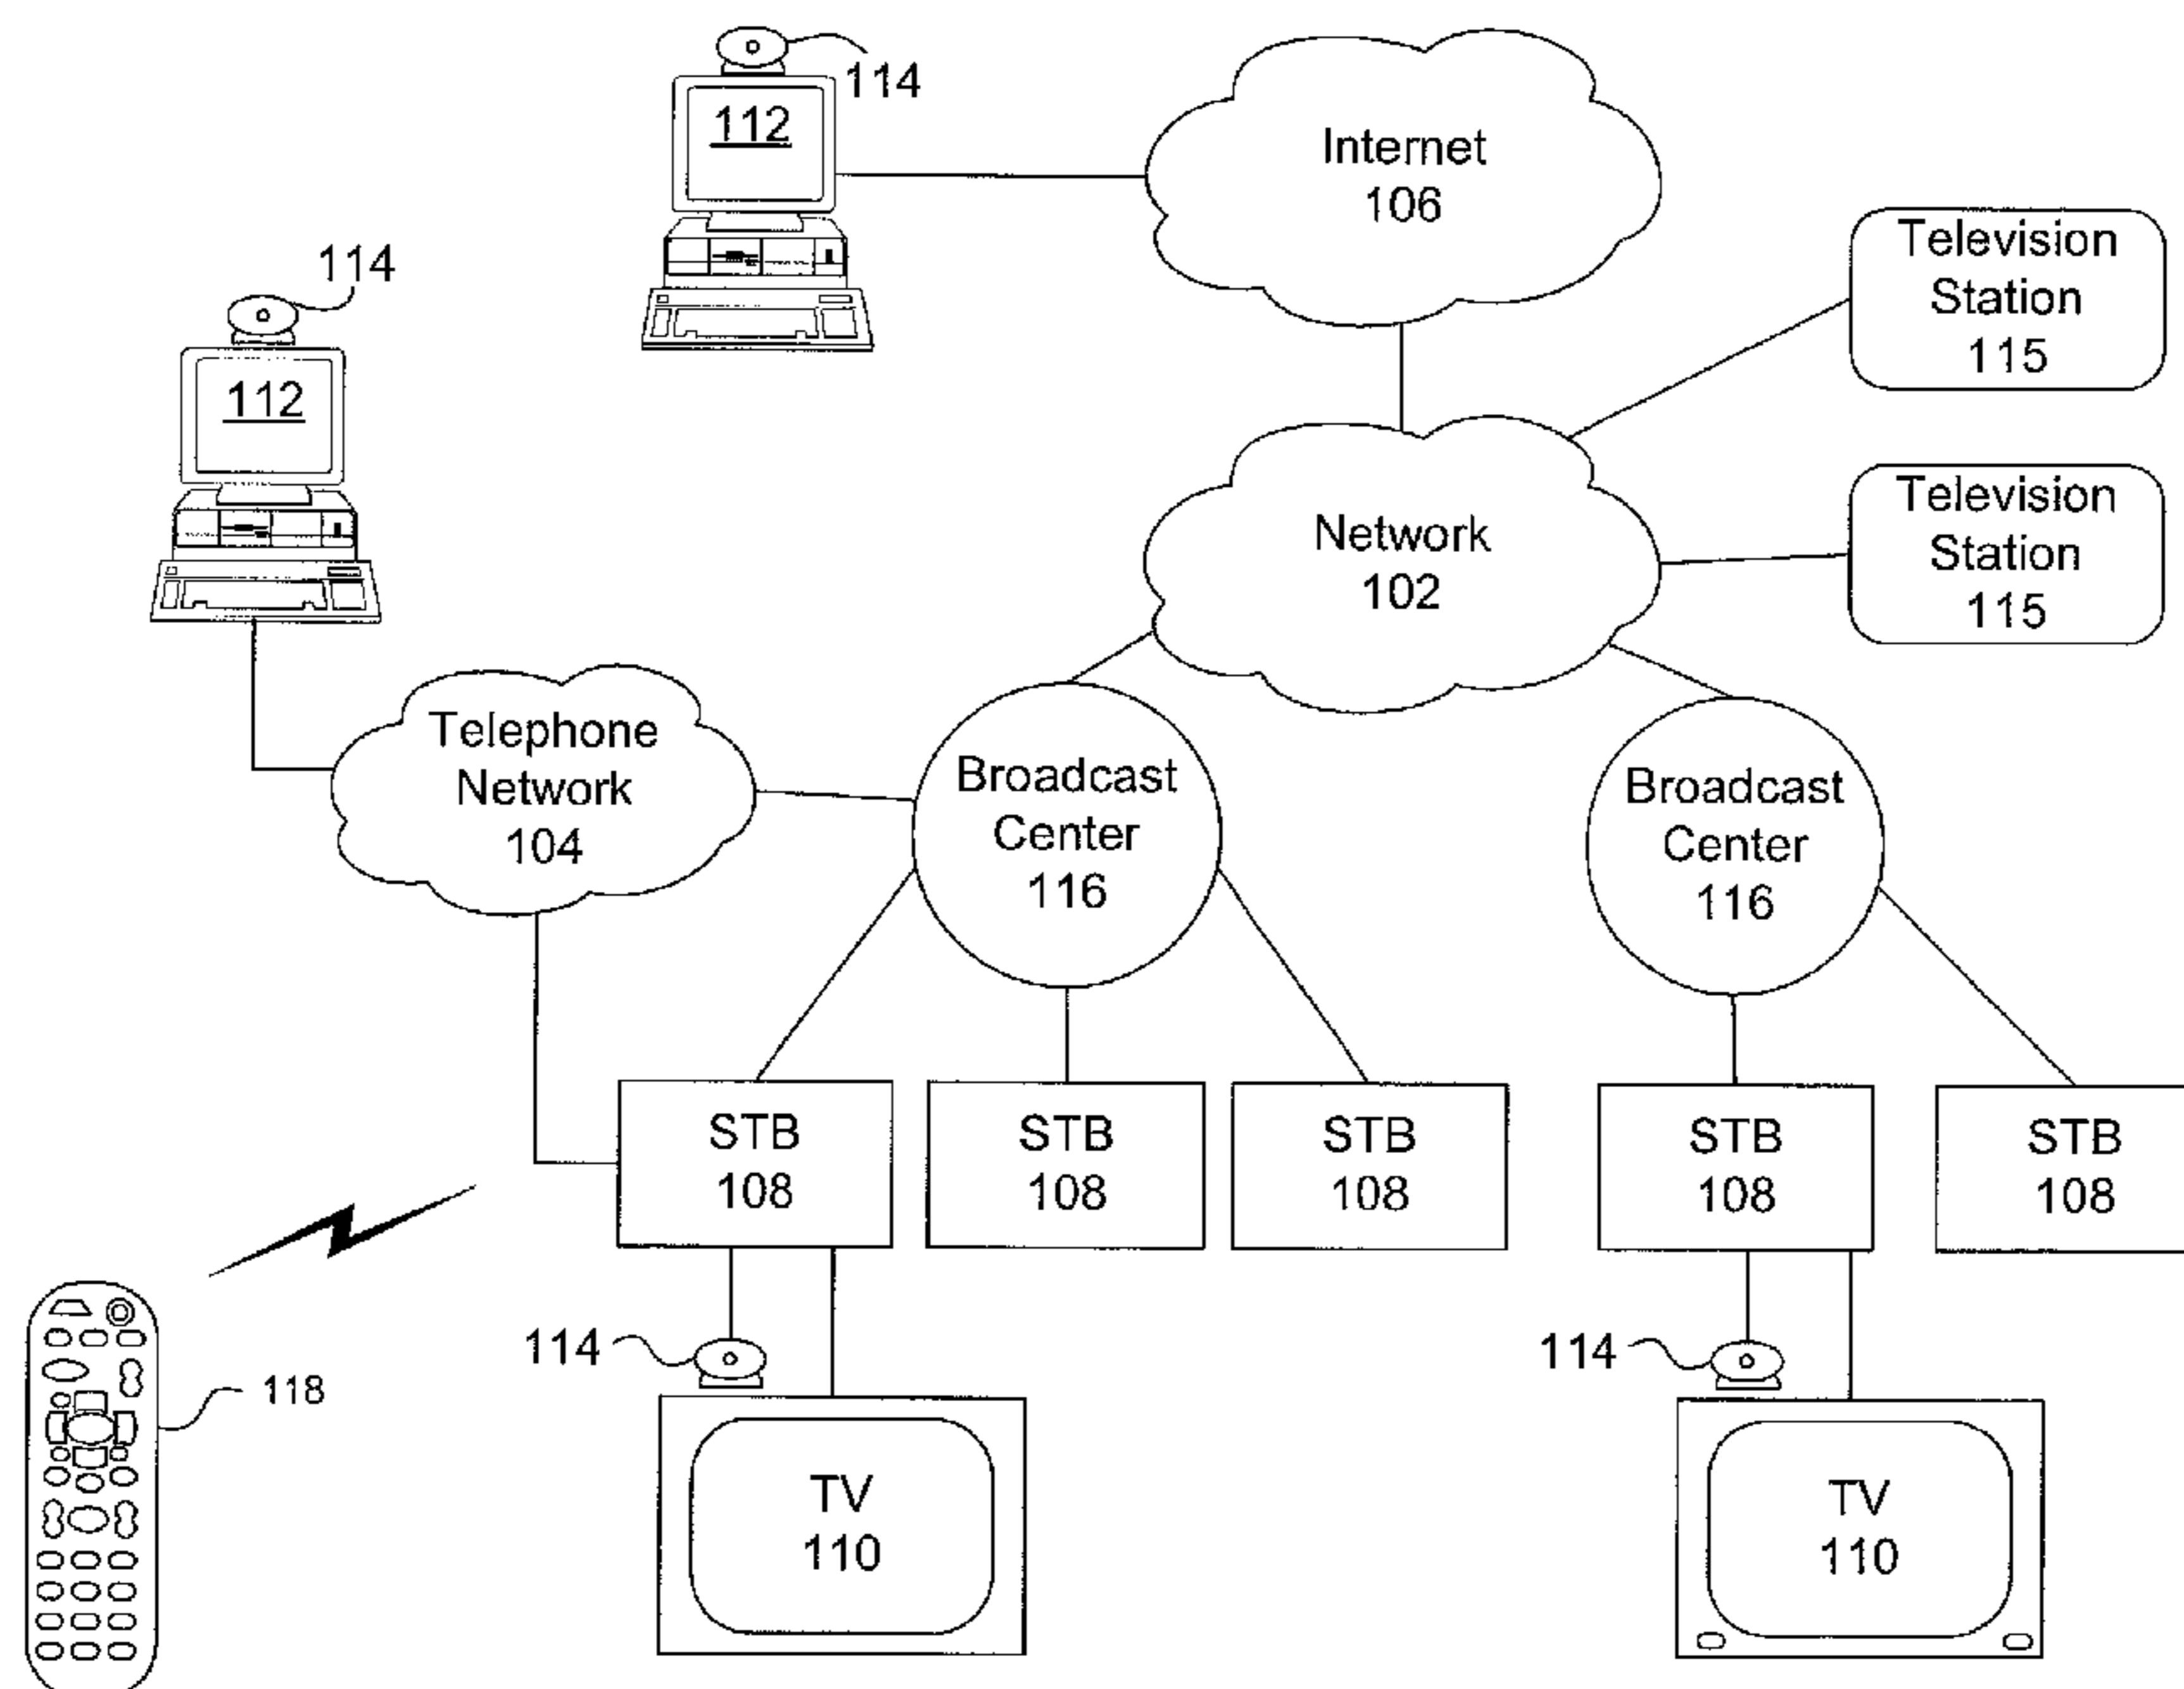 114
112
Internet
106
Television
Station
115
114
112
Television
Station
115
Network
102
Telephone
Network
104
Broadcast
Center
116
Broadcast
Center
116
STB
108
STB
108
STB
108
STB
108
STB
108
114
114
118
TV
110
TV
110